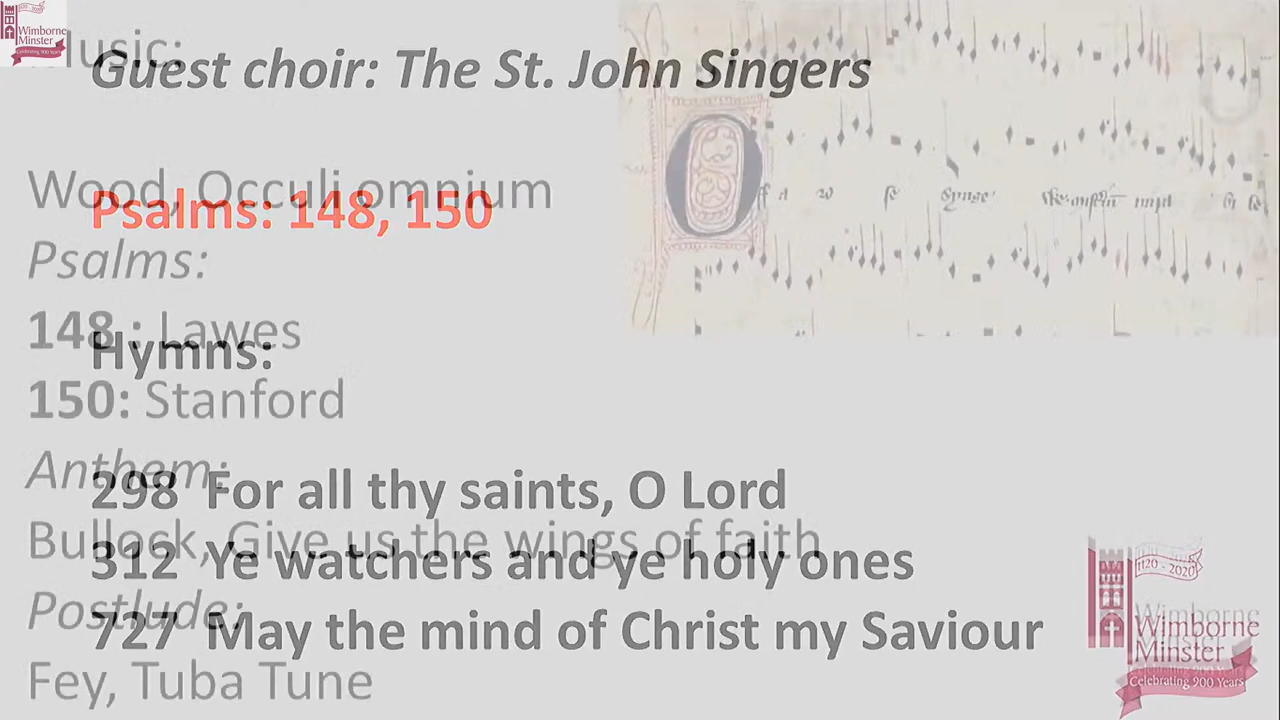 Wimborne
Minster
Celebrating 900 Years
Music:
Guest choir: The St. John Singers
Wood, Occuli omnium
Psalms: 148, 150
Psalms:
148 : Lawes
Hymns:
150: Stanford
Anthem:
298 For all thy saints, O Lord
Bullock, Give us the wings of faith
312 Ye watchers and ye holy ones
Postlude:
727 May the mind of Christ my Saviour
Fey, Tuba Tune
1120 - 2020
Wimborne
Minster
Celebrating 900 Years